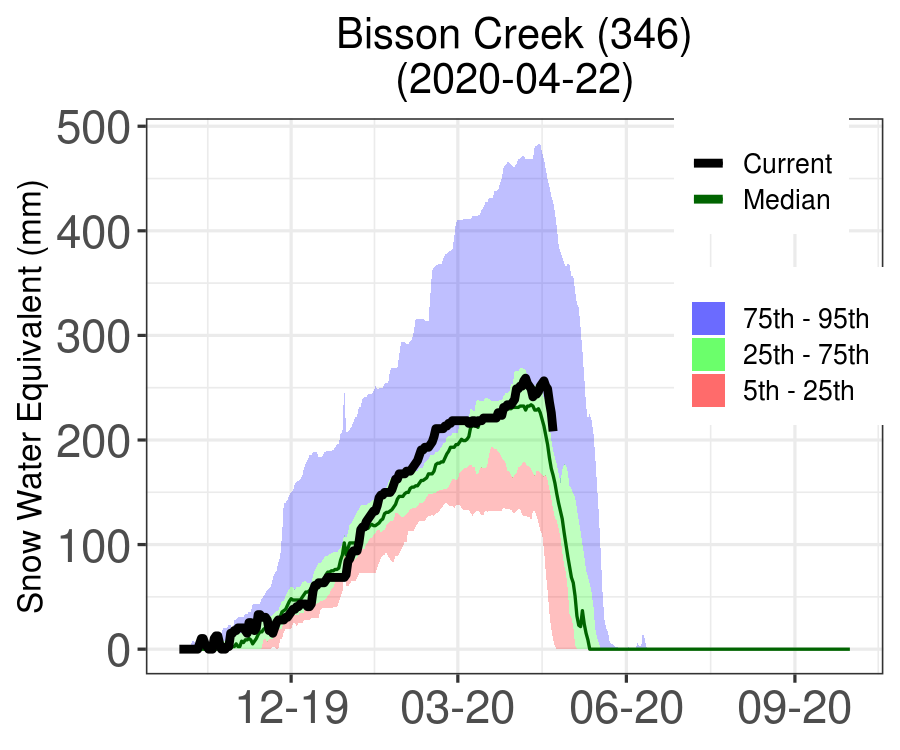 Bisson Creek (346)
(2020-04-22)
Snow Water Equivalent (mm)
500
400
300
200
100
0
12-19
03-20
06-20
09-20
Current
Median
75th - 95th
25th - 75th
5th - 25th